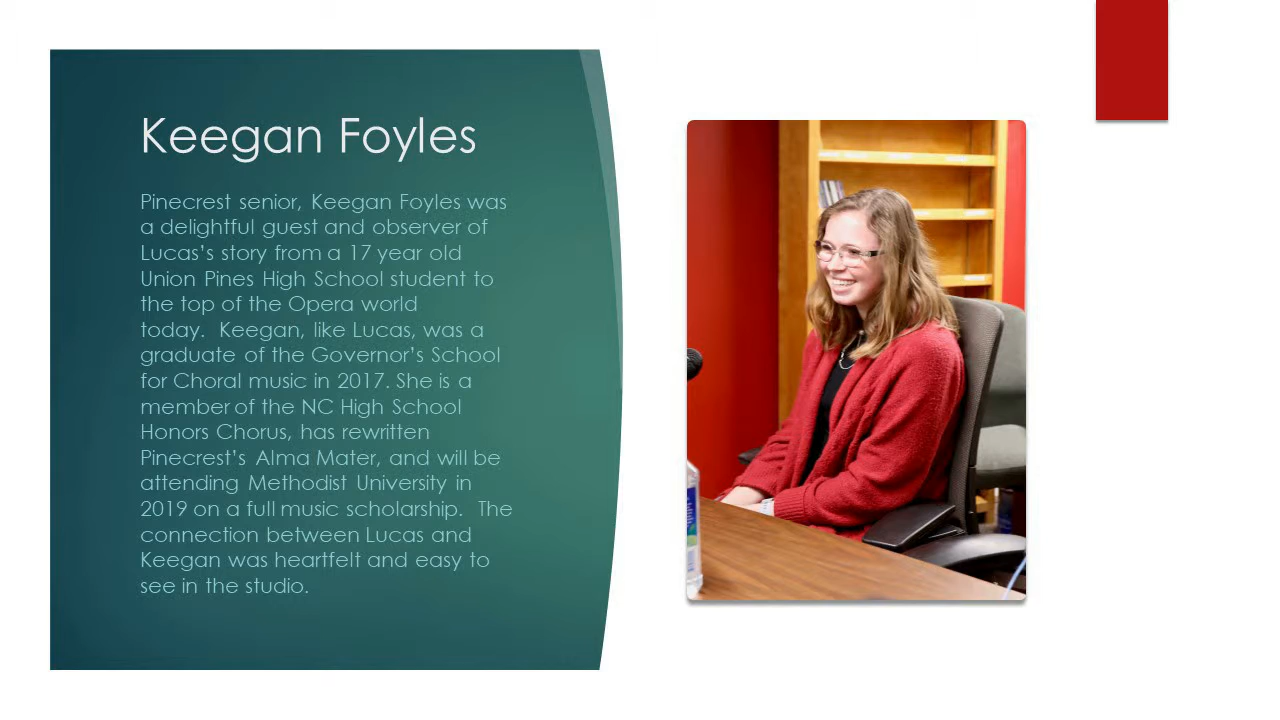 Keegan Foyles
Pinecrest senior, Keegan Foyles was
a delightful guest and observer of
Lucas’s story from a 17 year old
Union Pines High School student to
the top of the Opera world
today.  Keegan, like Lucas, was a
graduate of the Governor’s School
for Choral music in 2017. She is a
member of the NC High School
Honors Chorus, has rewritten
Pinecrest’s Alma Mater, and will be
attending Methodist University in
2019 on a full music scholarship.  The
connection between Lucas and
Keegan was heartfelt and easy to
see in the studio.